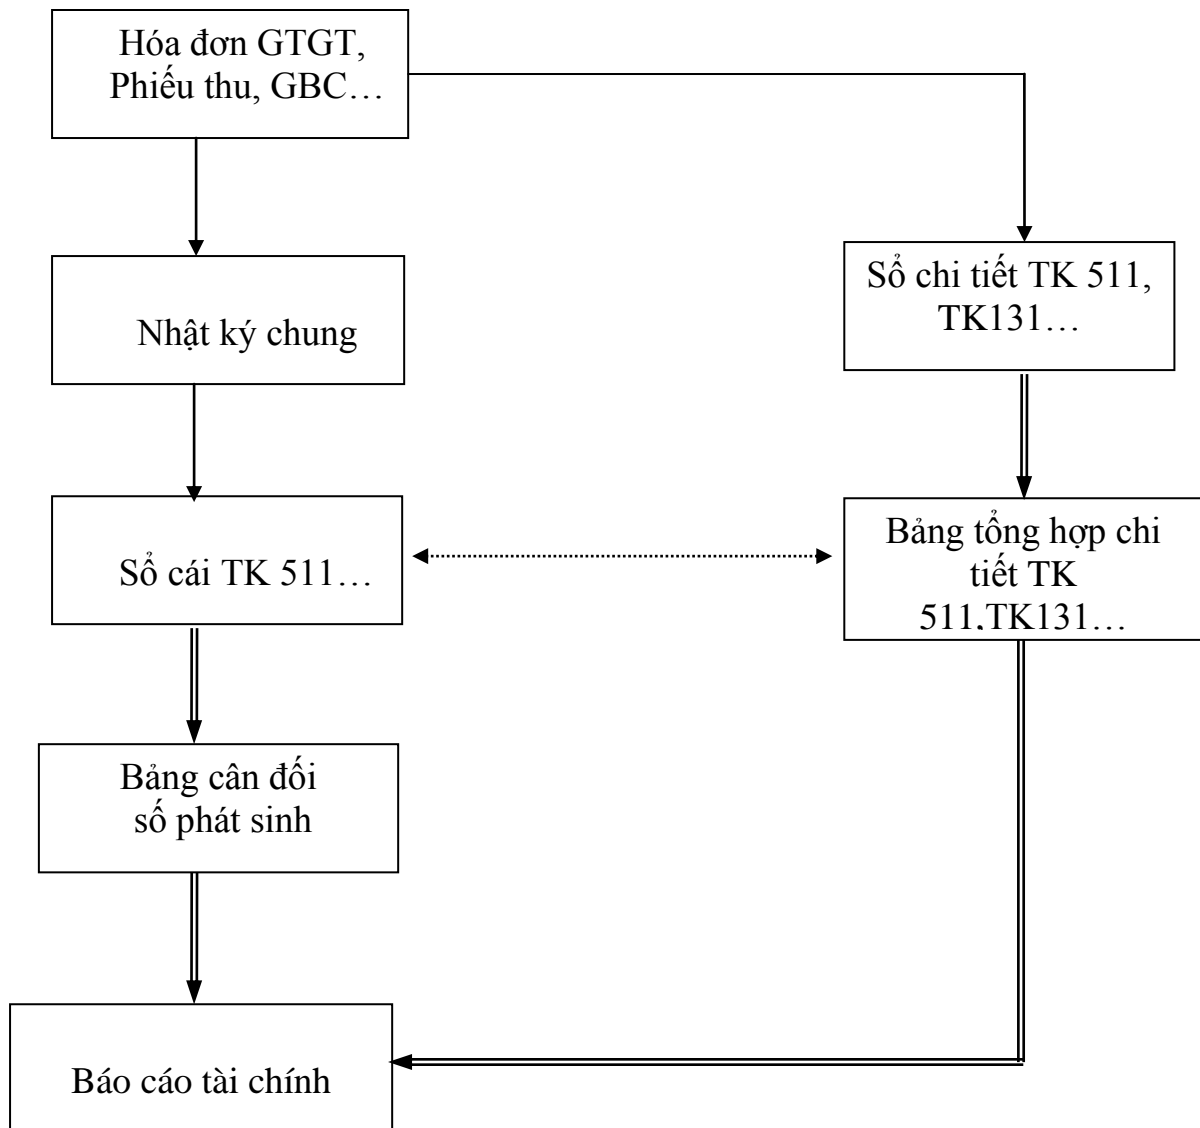 Hóa đơn GTGT,
Phiếu thu, GBC…
Sổ chi tiết TK 511,
TK131…
Nhật ký chung
Sổ cái TK 511…
Bảng tổng hợp chi
tiết TK
511,TK131…
Bảng cân đối
số phát sinh
Báo cáo tài chính